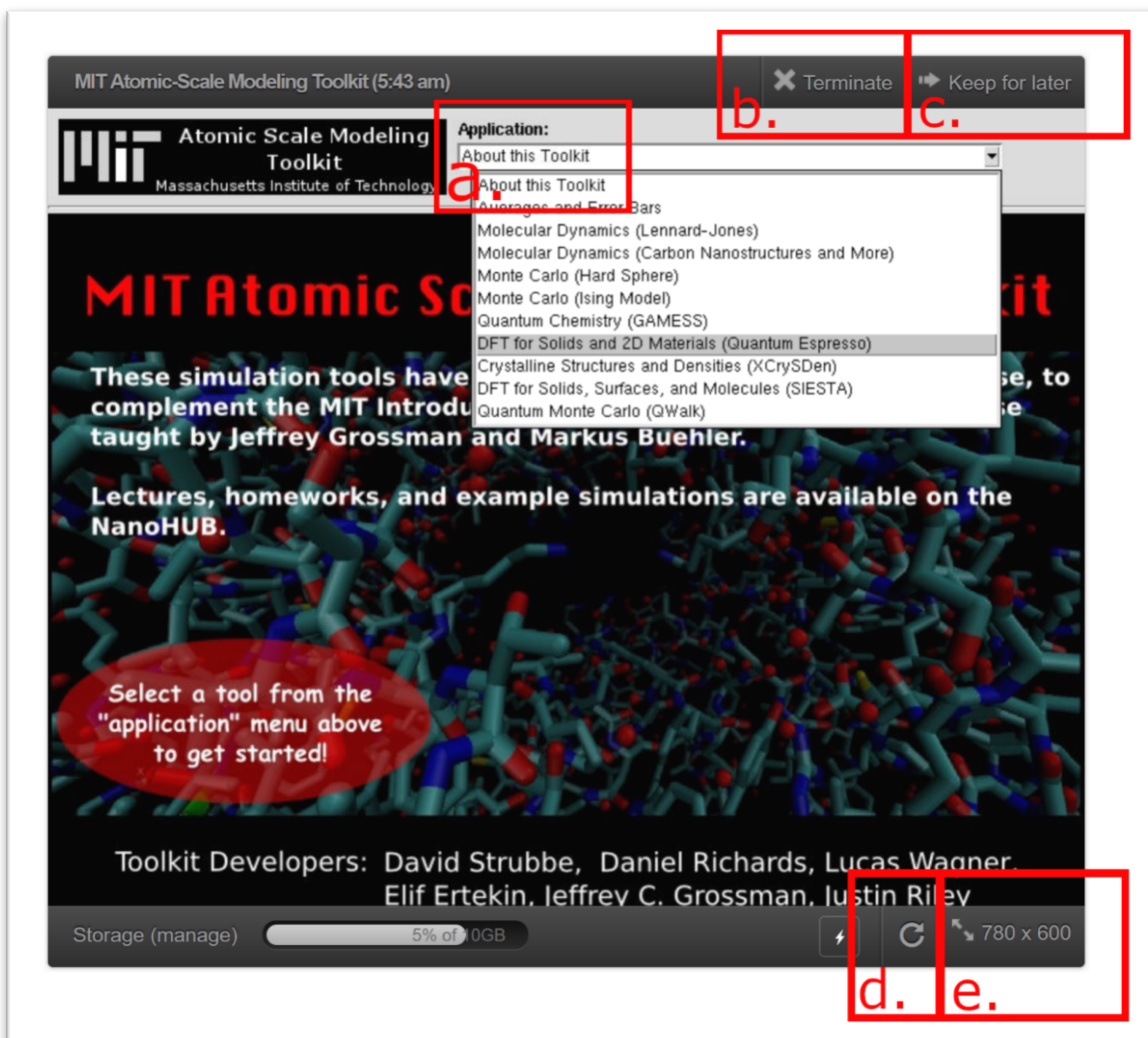 MIT Atomic-Scale Modeling Toolkit (5:43 am)
Terminate
Keep for later
b.
c.
Atomic Scale Modeling
Toolkit
Massachusetts Institute of Technology
Application:
About this Toolkit
a.
About this Toolkit
Averages and Error Bars
Molecular Dynamics (Lennard-Jones)
Molecular Dynamics (Carbon Nanostructures and More)
Monte Carlo (Hard Sphere)
Monte Carlo (Ising Model)
Quantum Chemistry (GAMESS)
DFT for Solids and 2D Materials (Quantum Espresso)
Crystalline Structures and Densities (XCrySDen)
DFT for Solids, Surfaces, and Molecules (SIESTA)
Quantum Monte Carlo (QWalk)
MIT Atomic Sc kit
These simulation tools have se, to
complement the MIT Introdu se
taught by Jeffrey Grossman and Markus Buehler.
Lectures, homeworks, and example simulations are available on the
NanoHUB.
Select a tool from the
"application" menu above
to get started!
Toolkit Developers: David Strubbe, Daniel Richards, Lucas Wagner,
Elif Ertekin, Jeffrey C. Grossman, Justin Riley
Storage (manage)
5% of 10GB
780 x 600
d.
e.